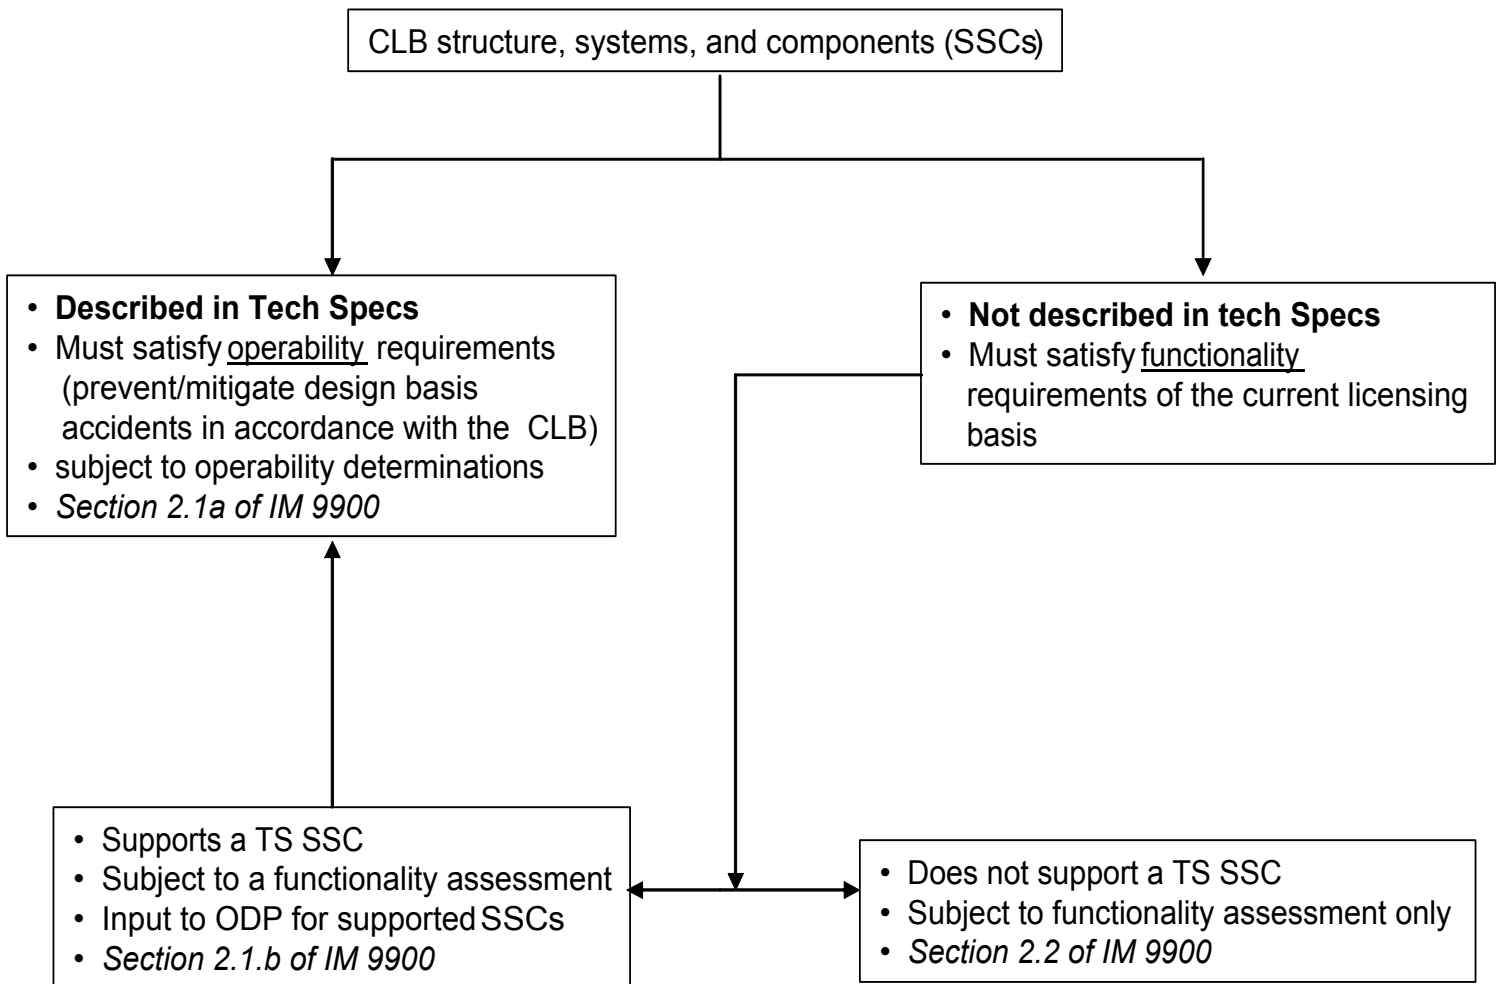 CLB structure, systems, and components (SSCs)
• Described in Tech Specs
• Must satisfy operability requirements
(prevent/mitigate design basis
accidents in accordance with the CLB)
• subject to operability determinations
• Section 2.1a of IM 9900
• Not described in tech Specs
• Must satisfy functionality
requirements of the current licensing
basis
• Supports a TS SSC
• Subject to a functionality assessment
• Input to ODP for supported SSCs
• Section 2.1.b of IM 9900
• Does not support a TS SSC
• Subject to functionality assessment only
• Section 2.2 of IM 9900